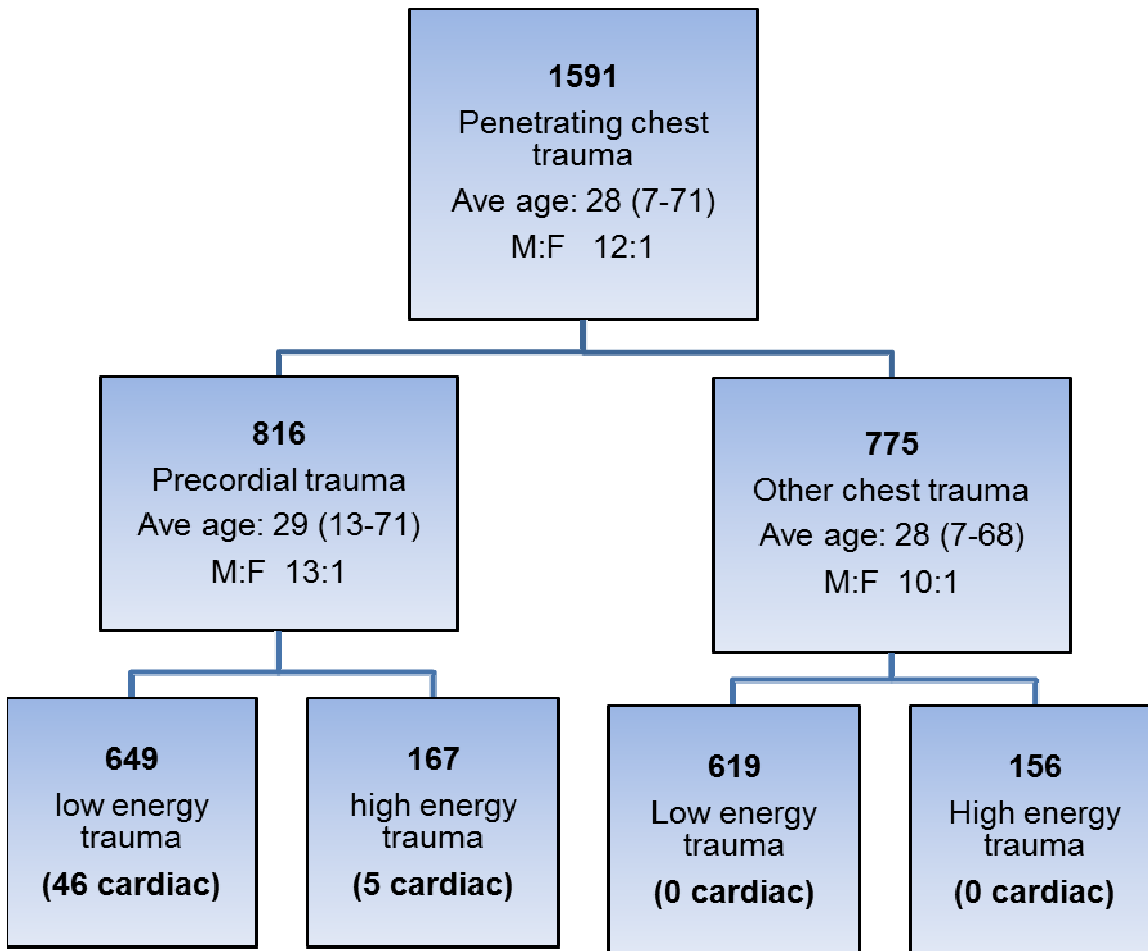 1591
Penetrating chest
trauma
Ave age: 28 (7-71)
M:F 12:1
816
Precordial trauma
Ave age: 29 (13-71)
M:F 13:1
775
Other chest trauma
Ave age: 28 (7-68)
M:F 10:1
649
low energy
trauma
(46 cardiac)
167
high energy
trauma
(5 cardiac)
619
Low energy
trauma
(0 cardiac)
156
High energy
trauma
(0 cardiac)